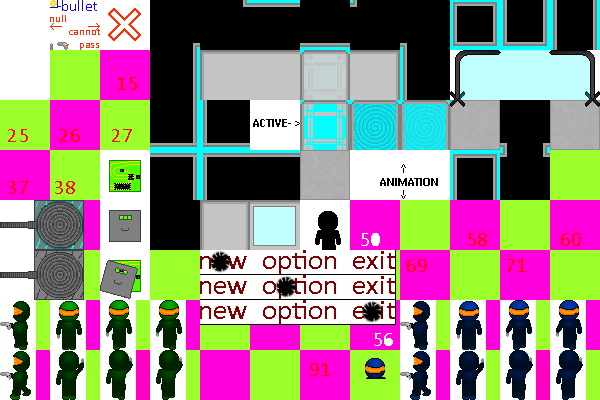 -bullet
null
cannot
pass
15
25 26 27
ACTIVE->
37 38
ANIMATION
58 60
new option exit
69 71
new option exit
new option exit
56
91